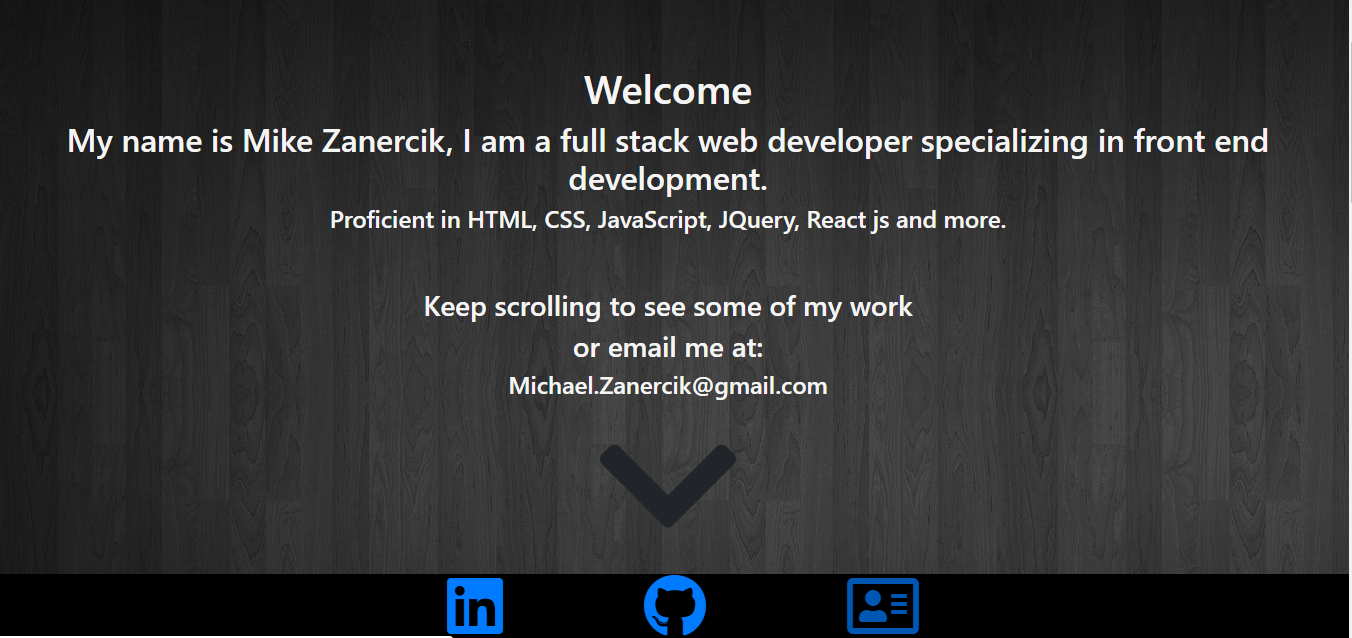 Welcome
My name is Mike Zanercik, I am a full stack web developer specializing in front end
development.
Proficient in HTML, CSS, JavaScript, JQuery, React js and more.
Keep scrolling to see some of my work
or email me at:
Michael.Zanercik@gmail.com
in